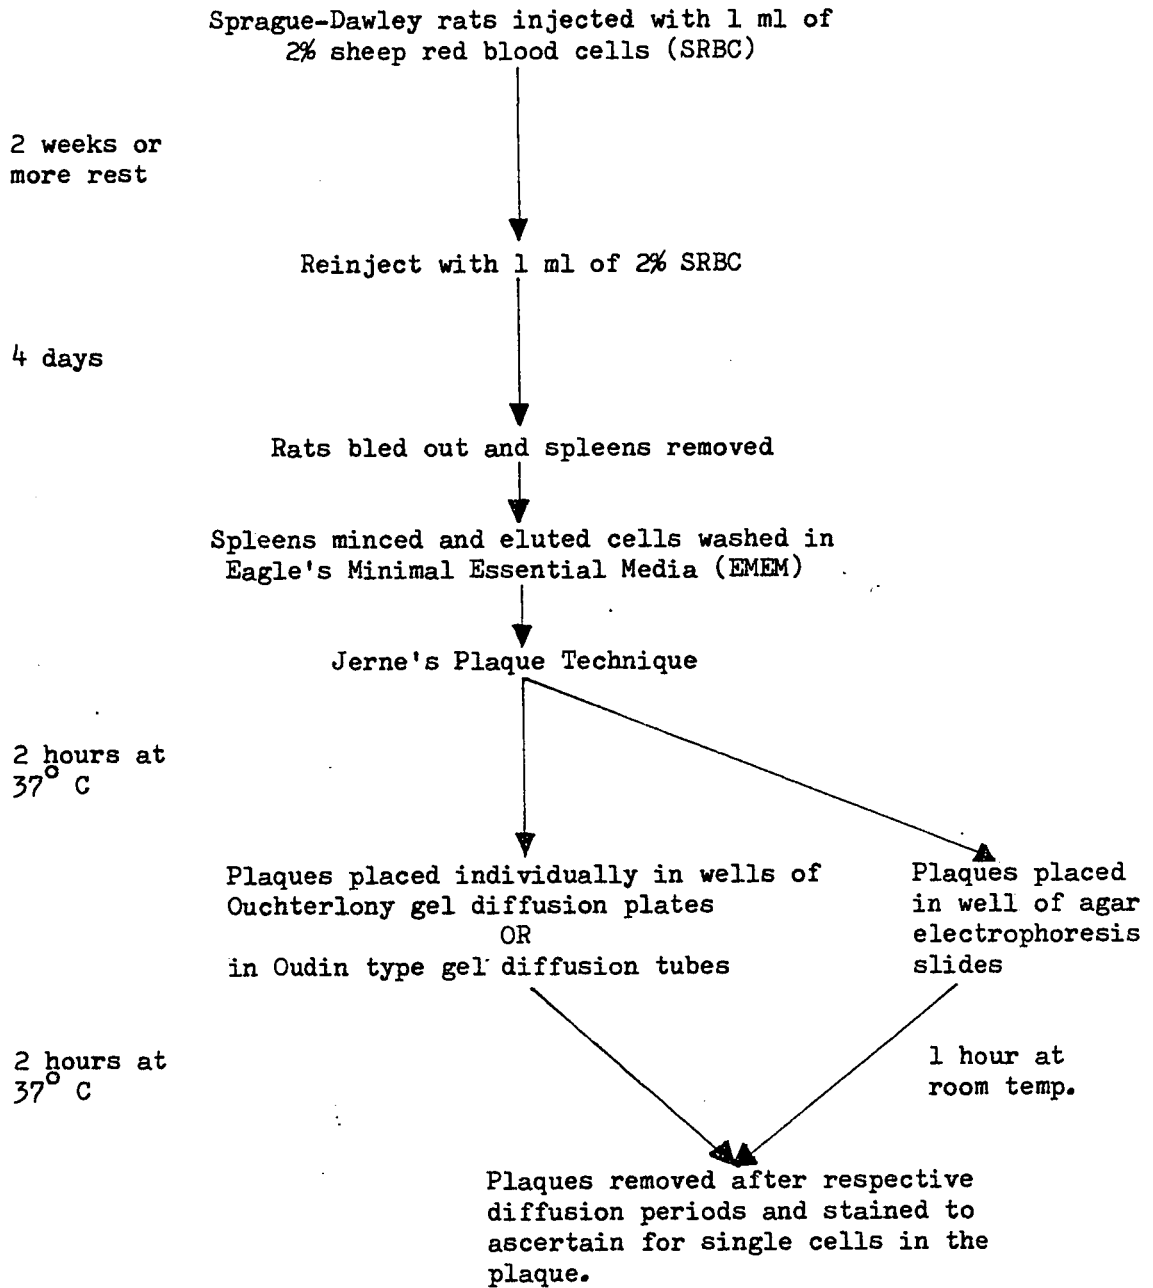 Sprague-Dawley rats injected with 1 ml of
2% sheep red blood cells (SRBC)
2 weeks or
more rest
Reinject with 1 ml of 2% SRBC
4 days
Rats bled out and spleens removed
Spleens minced and eluted cells washed in
Eagle's Minimal Essential Media (EMEM)
Jerne's Plaque Technique
2 hours at
37° C
Plaques placed individually in wells of
Ouchterlony gel diffusion plates
OR
in Oudin type gel diffusion tubes
Plaques placed
in well of agar
electrophoresis
slides
2 hours at
37° C
1 hour at
room temp.
Plaques removed after respective
diffusion periods and stained to
ascertain for single cells in the
plaque.